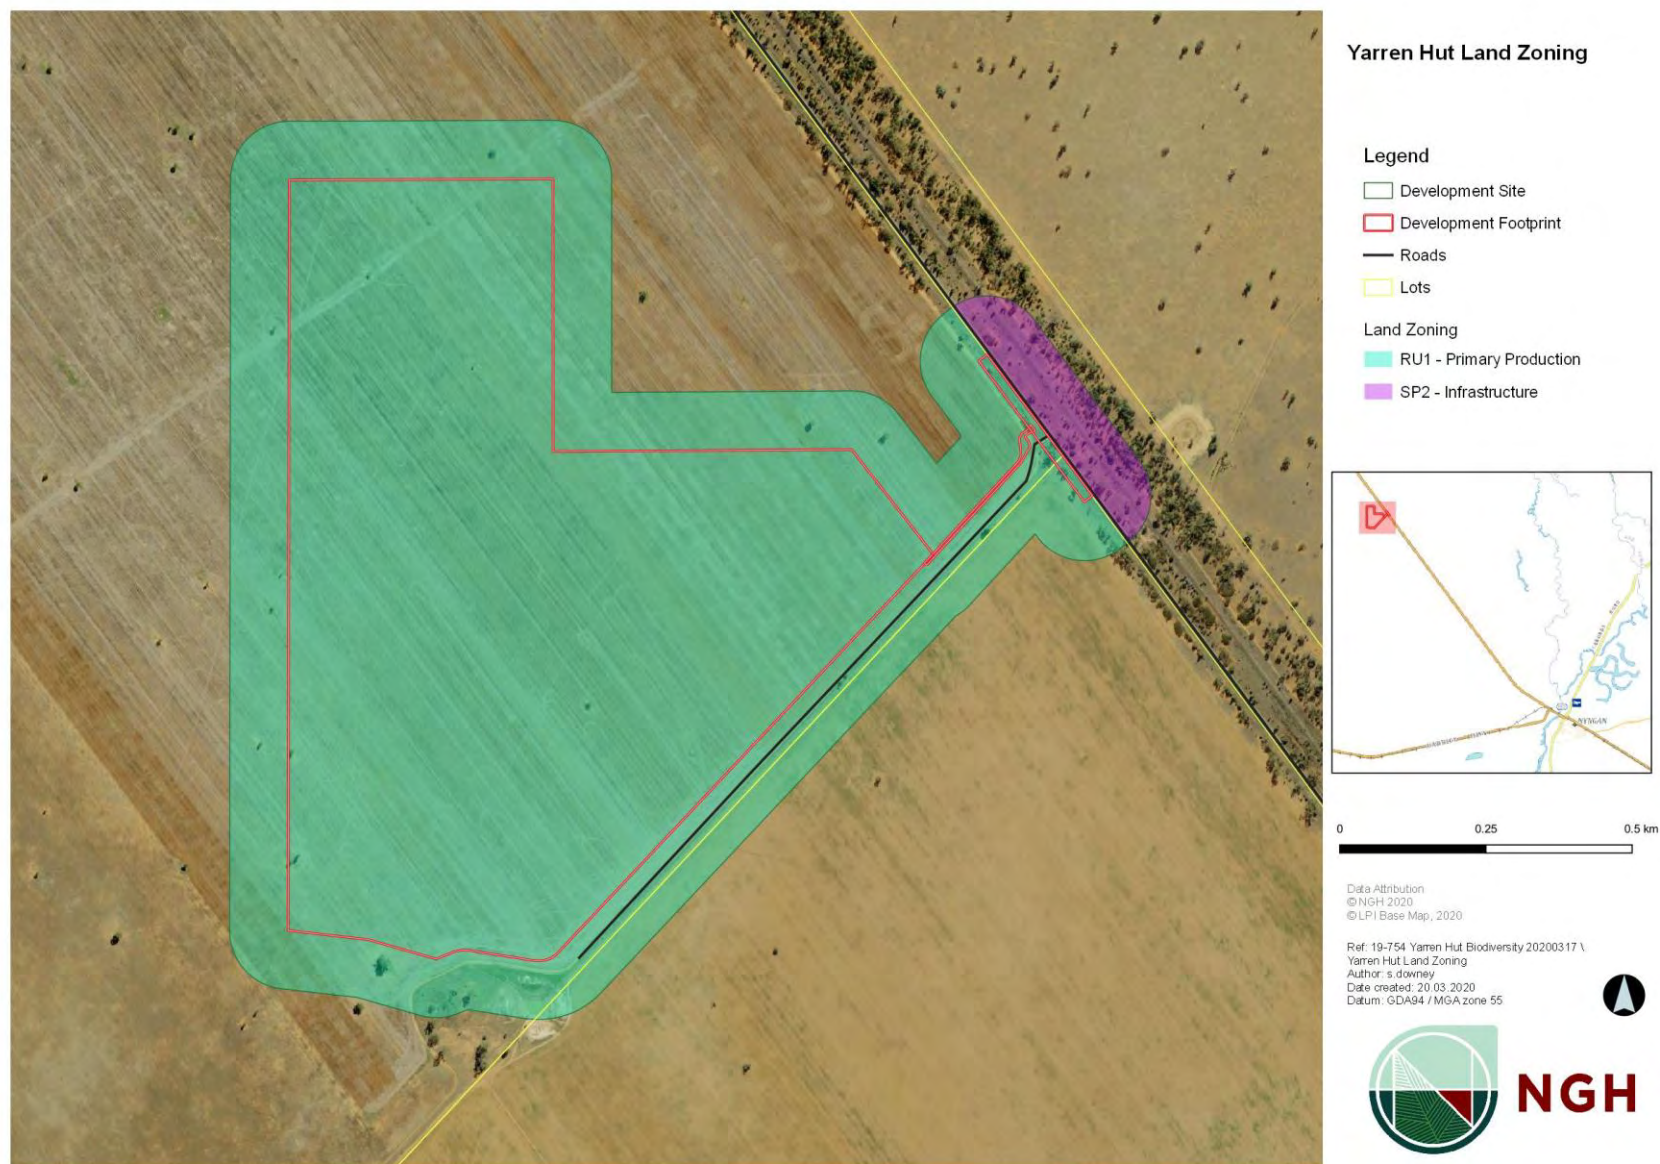 Yarren Hut Land Zoning
Legend
Development Site
Development Footprint
Roads
Lots
Land Zoning
RU1 - Primary Production
SP2 - Infrastructure
NYNGAN
0 0.25 0.5 km
Data Attribution
© NGH 2020
© LPI Base Map, 2020
Ref: 19-754 Yarren Hut Biodiversity 20200317 \
Yarren Hut Land Zoning
Author: s.downey
Date created: 20.03.2020
Datum: GDA94 / MGA zone 55
NGH